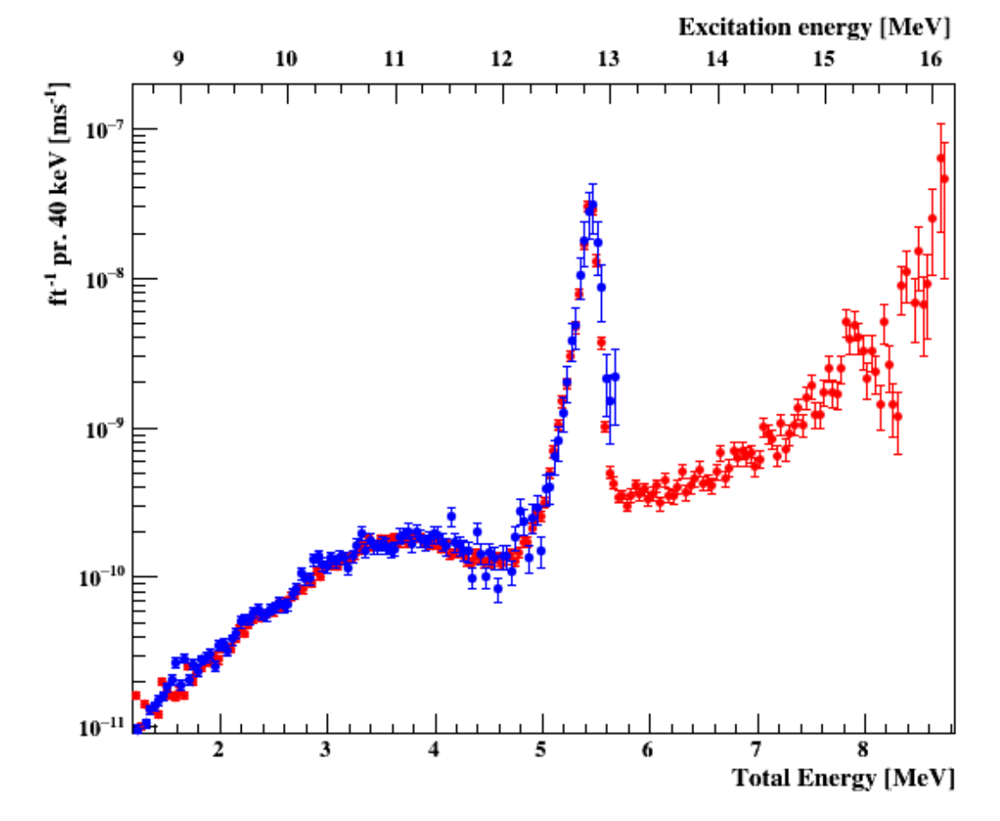 Excitation energy [MeV]
9 10 11 12 13 14 15 16
ft⁻¹ pr. 40 keV [ms⁻¹]
10⁻⁷
10⁻⁸
10⁻⁹
10⁻¹⁰
10⁻¹¹
2 3 4 5 6 7 8
Total Energy [MeV]